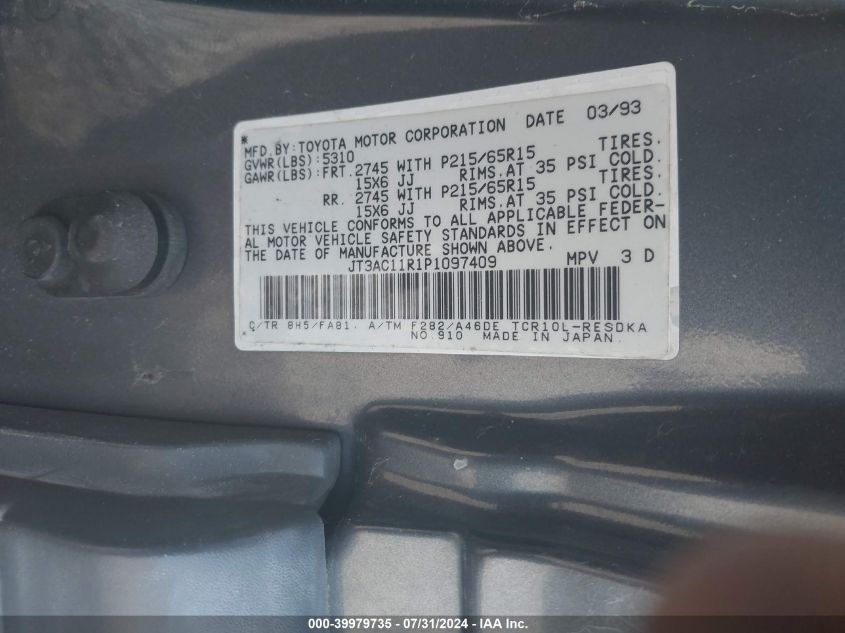 MFD.BY:TOYOTA MOTOR CORPORATION DATE 03/93
GVWR(LBS):5310
GAWR(LBS):FRT.2745 WITH P215/65R15 TIRES.
15X6 JJ RIMS.AT 35 PSI COLD.
RR. 2745 WITH P215/65R15 TIRES.
15X6 JJ RIMS.AT 35 PSI COLD.
THIS VEHICLE CONFORMS TO ALL APPLICABLE FEDER-
AL MOTOR VEHICLE SAFETY STANDARDS IN EFFECT ON
THE DATE OF MANUFACTURE SHOWN ABOVE.
JT3AC11R1P1097409 MPV 3 D
C/TR 8H5/FA81. A/TM F282/A46DE TCR10L-RESDKA
NO.910 MADE IN JAPAN.
000-39979735 - 07/31/2024 - IAA Inc.